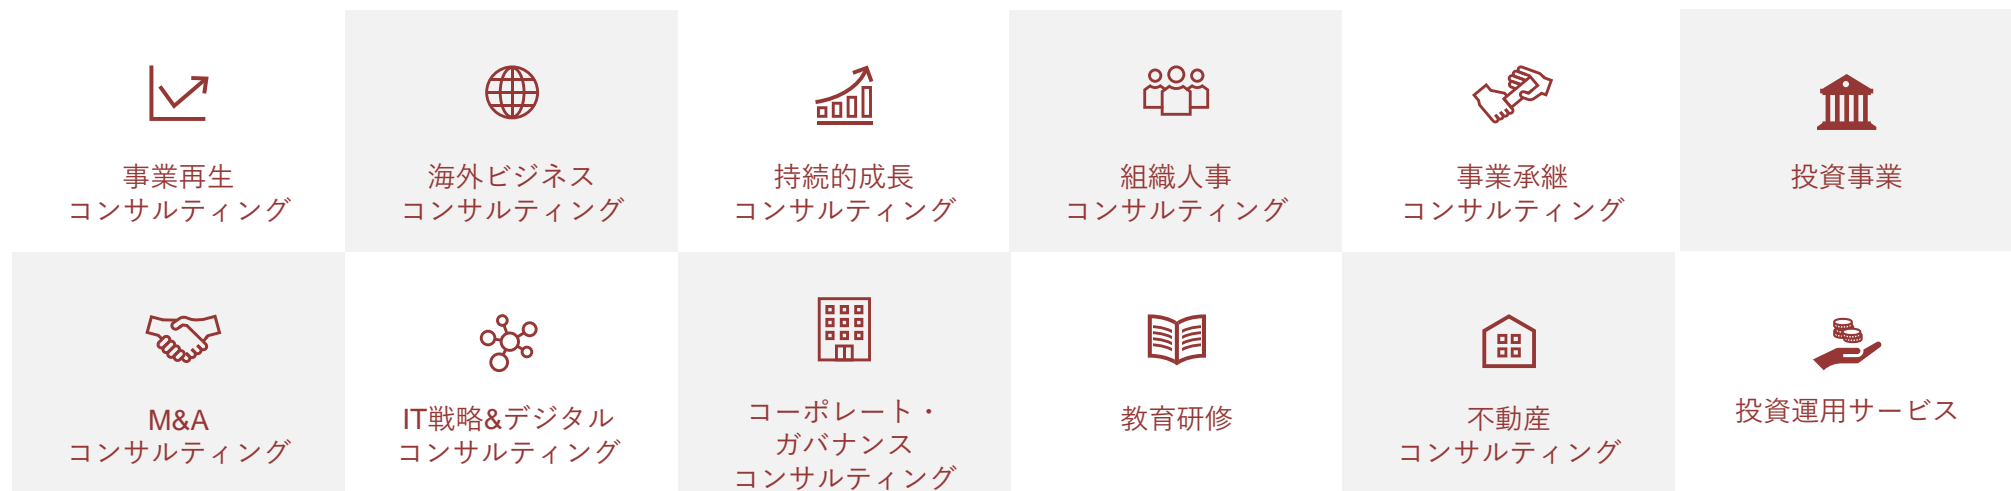 事業再生
コンサルティング
海外ビジネス
コンサルティング
持続的成長
コンサルティング
組織人事
コンサルティング
事業承継
コンサルティング
投資事業
M&A
コンサルティング
IT戦略&デジタル
コンサルティング
コーポレート・
ガバナンス
コンサルティング
教育研修
不動産
コンサルティング
投資運用サービス